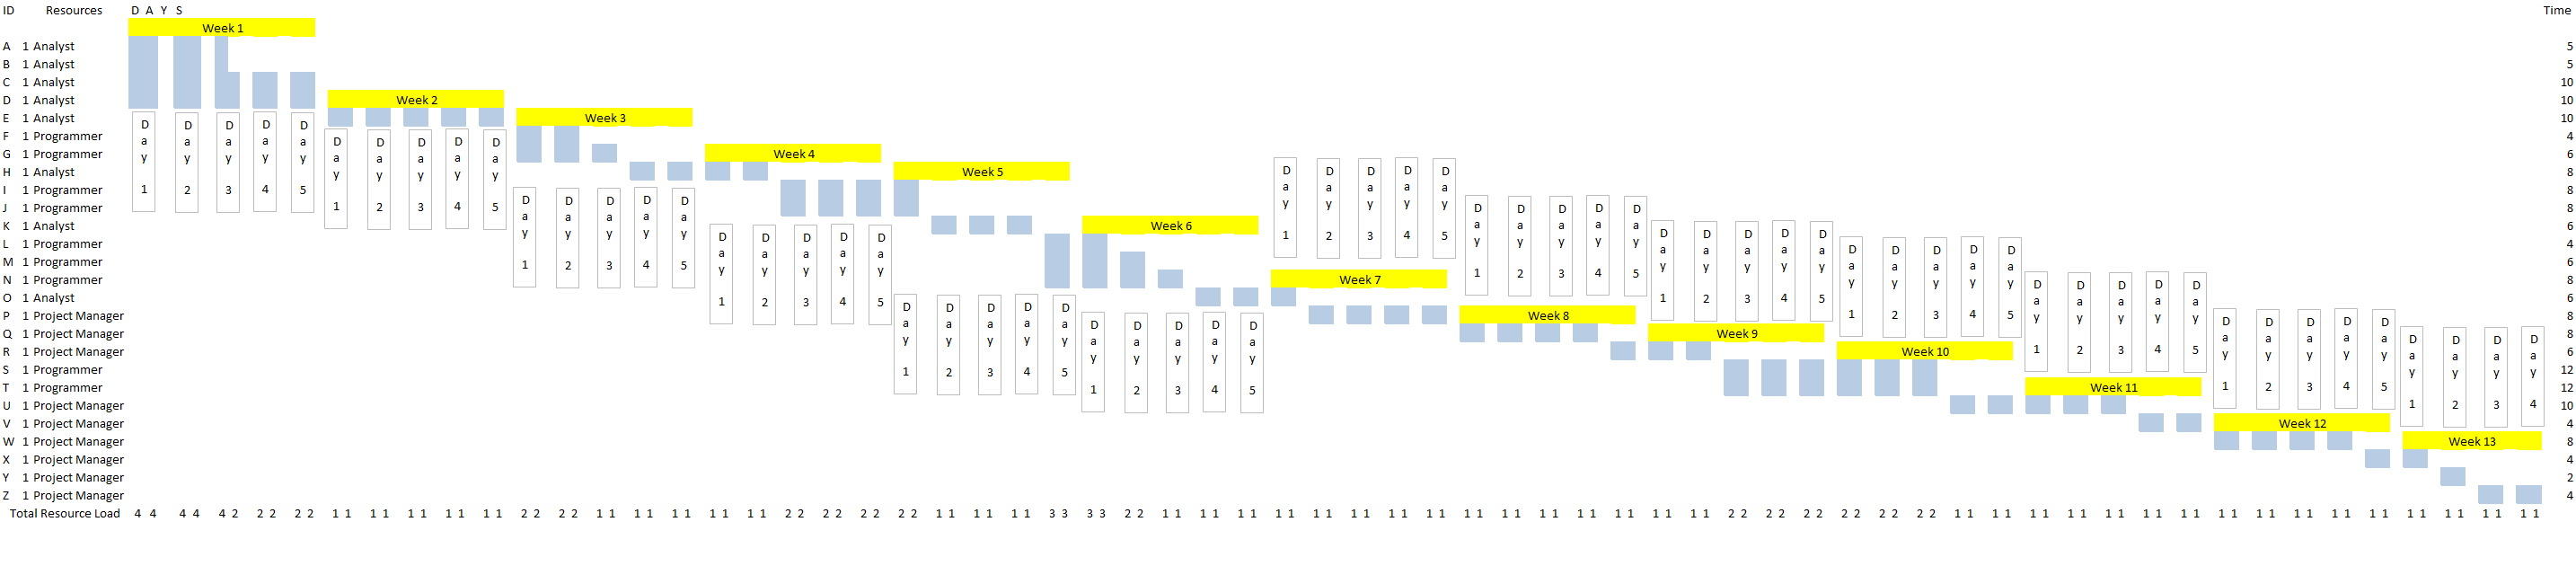 ID Resources D A Y S Time
Week 1
A 1 Analyst 5
B 1 Analyst 5
C 1 Analyst 10
D 1 Analyst Week 2 10
E 1 Analyst Week 3 10
F 1 Programmer 4
G 1 Programmer Week 4 6
H 1 Analyst Week 5 8
I 1 Programmer 8
J 1 Programmer 8
K 1 Analyst Week 6 6
L 1 Programmer 4
M 1 Programmer 6
N 1 Programmer Week 7 8
O 1 Analyst 6
P 1 Project Manager Week 8 8
Q 1 Project Manager Week 9 8
R 1 Project Manager Week 10 6
S 1 Programmer 12
T 1 Programmer Week 11 12
U 1 Project Manager 10
V 1 Project Manager Week 12 4
W 1 Project Manager Week 13 8
X 1 Project Manager 4
Y 1 Project Manager 2
Z 1 Project Manager 4
Total Resource Load 4 4 4 4 4 2 2 2 2 2 1 1 1 1 1 1 1 1 1 1 2 2 2 2 1 1 1 1 1 1 1 1 1 1 2 2 2 2 2 2 2 2 1 1 1 1 1 1 3 3 3 3 2 2 1 1 1 1 1 1 1 1 1 1 1 1 1 1 1 1 1 1 1 1 1 1 1 1 1 1 1 1 1 1 2 2 2 2 2 2 2 2 2 2 2 2 1 1 1 1 1 1 1 1 1 1 1 1 1 1 1 1 1 1 1 1 1 1 1 1 1 1 1 1 1 1 1 1
Day 1 Day 2 Day 3 Day 4 Day 5
Day 1 Day 2 Day 3 Day 4 Day 5
Day 1 Day 2 Day 3 Day 4 Day 5
Day 1 Day 2 Day 3 Day 4 Day 5
Day 1 Day 2 Day 3 Day 4 Day 5
Day 1 Day 2 Day 3 Day 4 Day 5
Day 1 Day 2 Day 3 Day 4 Day 5
Day 1 Day 2 Day 3 Day 4 Day 5
Day 1 Day 2 Day 3 Day 4 Day 5
Day 1 Day 2 Day 3 Day 4 Day 5
Day 1 Day 2 Day 3 Day 4 Day 5
Day 1 Day 2 Day 3 Day 4 Day 5
Day 1 Day 2 Day 3 Day 4